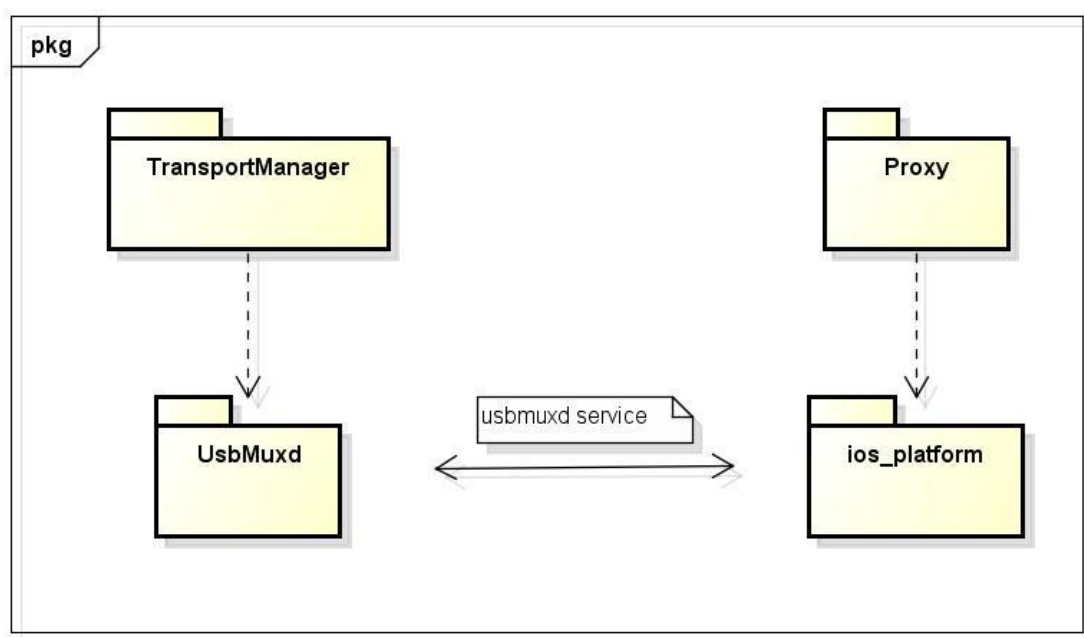 pkg
TransportManager
Proxy
usbmuxd service
UsbMuxd
ios_platform